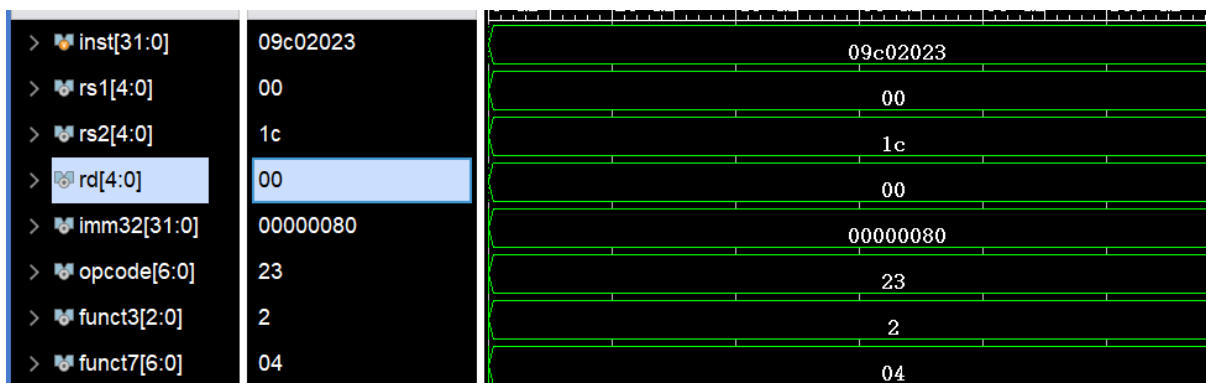 inst[31:0] 09c02023 09c02023
rs1[4:0] 00 00
rs2[4:0] 1c 1c
rd[4:0] 00 00
imm32[31:0] 00000080 00000080
opcode[6:0] 23 23
funct3[2:0] 2 2
funct7[6:0] 04 04